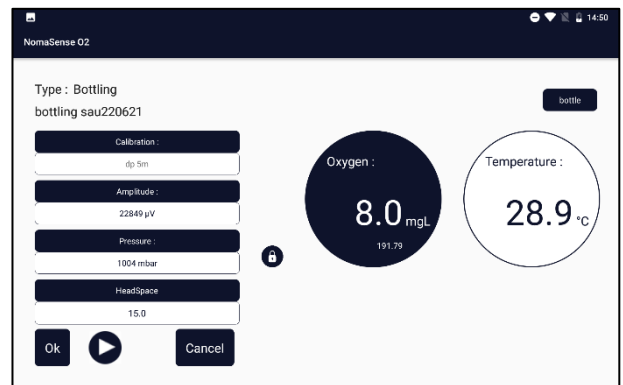 14:50
NomaSense O2
Type : Bottling
bottling sau220621
bottle
Calibration :
dp 5m
Amplitude :
22849 µV
Pressure :
1004 mbar
HeadSpace
15.0
Ok
Cancel
Oxygen :
8.0 mgL
191.79
Temperature :
28.9 °C